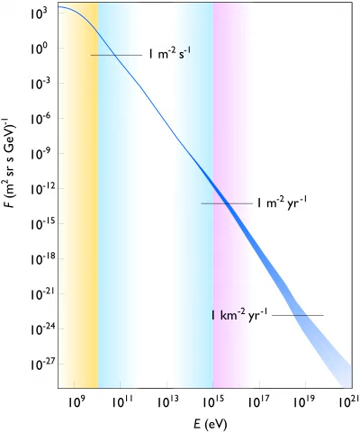 10³
10⁰
10⁻³
10⁻⁶
10⁻⁹
10⁻¹²
10⁻¹⁵
10⁻¹⁸
10⁻²¹
10⁻²⁴
10⁻²⁷
F (m² sr s GeV)⁻¹
1 m⁻² s⁻¹
1 m⁻² yr⁻¹
1 km⁻² yr⁻¹
10⁹ 10¹¹ 10¹³ 10¹⁵ 10¹⁷ 10¹⁹ 10²¹
E (eV)